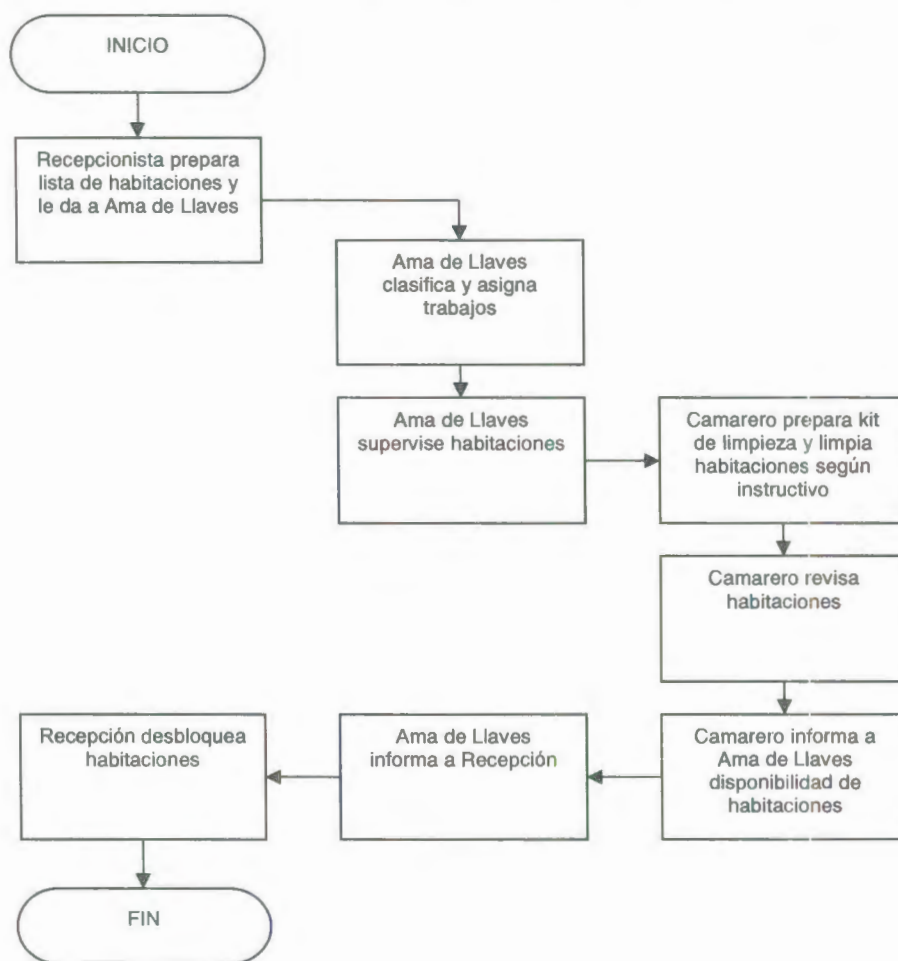 INICIO
Recepcionista prepara
lista de habitaciones y
le da a Ama de Llaves
Ama de Llaves
clasifica y asigna
trabajos
Ama de Llaves
supervise habitaciones
Camarero prepara kit
de limpieza y limpia
habitaciones según
instructivo
Camarero revisa
habitaciones
Camarero informa a
Ama de Llaves
disponibilidad de
habitaciones
Ama de Llaves
informa a Recepción
Recepción desbloquea
habitaciones
FIN